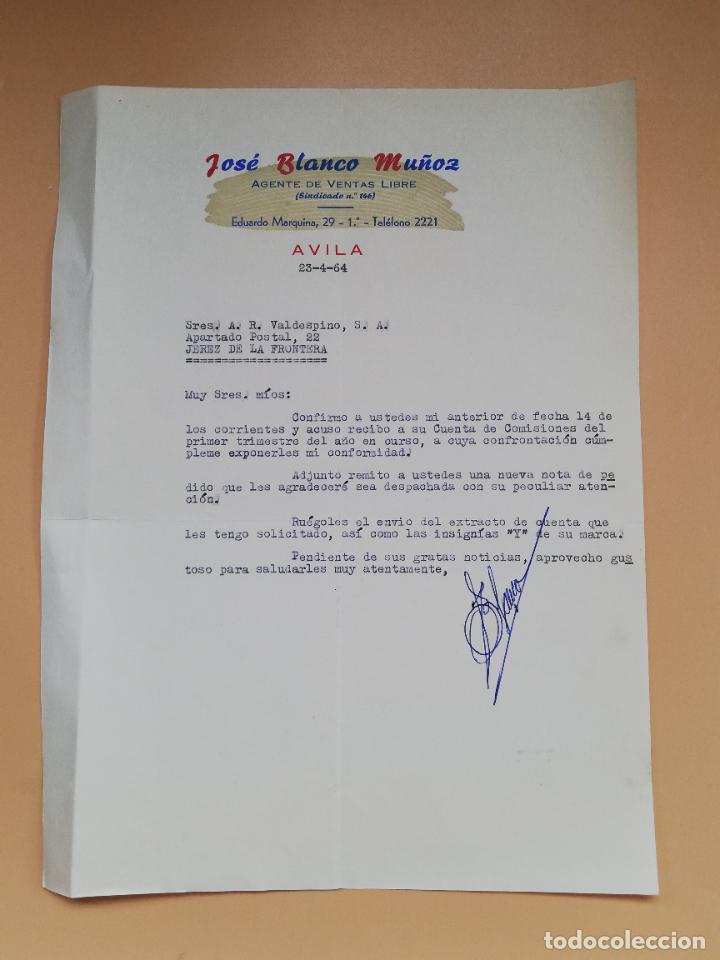 José Blanco Muñoz
AGENTE DE VENTAS LIBRE
(Sindicado n.º 146)
Eduardo Marquina, 29 - 1.º - Teléfono 2221
AVILA
23-4-64
Sres. A. R. Valdespino, S. A.
Apartado Postal, 22
JEREZ DE LA FRONTERA
====================
Muy Sres. míos:
Confirmo a ustedes mi anterior de fecha 14 de
los corrientes y acuso recibo a su Cuenta de Comisiones del
primer trimestre del año en curso, a cuya confrontación cúm-
pleme exponerles mi conformidad.
Adjunto remito a ustedes una nueva nota de pe
dido que les agradeceré sea despachada con su peculiar aten-
ción.
Ruégoles el envio del extracto de cuenta que
les tengo solicitado, así como las insignías "Y" de su marca.
Pendiente de sus gratas noticias, aprovecho gus
toso para saludarles muy atentamente,
todocoleccion